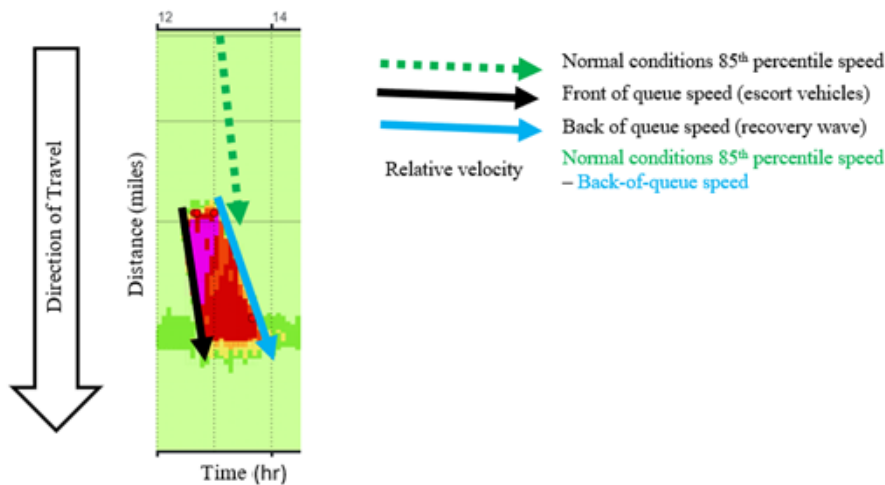 12 14
Direction of Travel
Distance (miles)
Time (hr)
Normal conditions 85th percentile speed
Front of queue speed (escort vehicles)
Back of queue speed (recovery wave)
Relative velocity
Normal conditions 85th percentile speed
– Back-of-queue speed